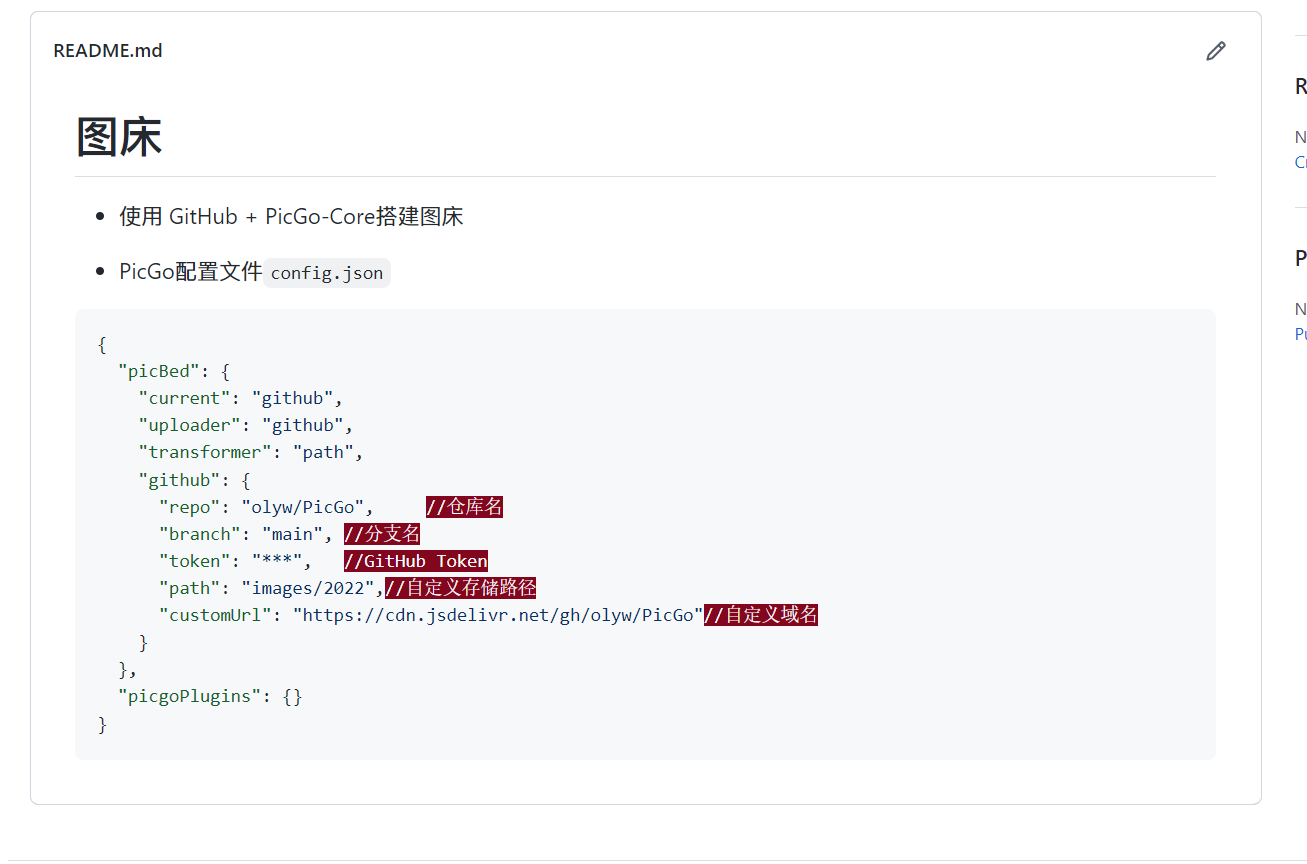 README.md
图床
使用 GitHub + PicGo-Core搭建图床
PicGo配置文件 config.json
{
"picBed": {
"current": "github",
"uploader": "github",
"transformer": "path",
"github": {
"repo": "olyw/PicGo", //仓库名
"branch": "main", //分支名
"token": "***", //GitHub Token
"path": "images/2022",//自定义存储路径
"customUrl": "https://cdn.jsdelivr.net/gh/olyw/PicGo"//自定义域名
}
},
"picgoPlugins": {}
}
R
N
P
N